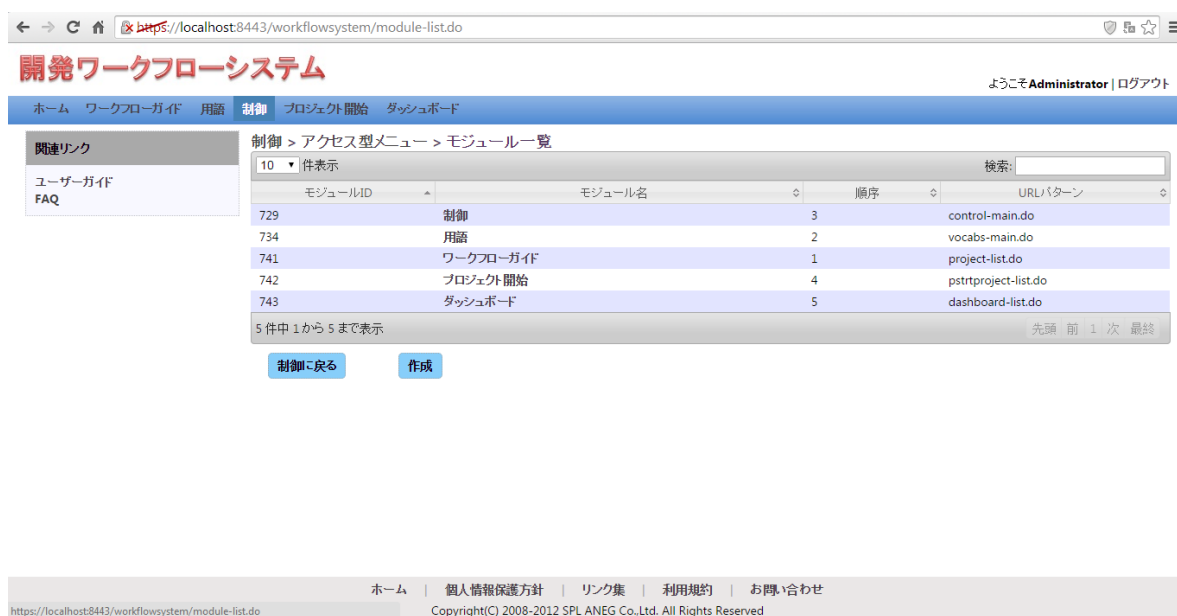 https://localhost:8443/workflowsystem/module-list.do
開発ワークフローシステム
ようこそAdministrator | ログアウト
ホーム ワークフローガイド 用語 制御 プロジェクト開始 ダッシュボード
関連リンク
ユーザーガイド
FAQ
制御 > アクセス型メニュー > モジュール一覧
10 件表示 検索:
モジュールID モジュール名 順序 URLパターン
729 制御 3 control-main.do
734 用語 2 vocabs-main.do
741 ワークフローガイド 1 project-list.do
742 プロジェクト開始 4 pstrtproject-list.do
743 ダッシュボード 5 dashboard-list.do
5 件中 1 から 5 まで表示 先頭 前 1 次 最終
制御に戻る 作成
ホーム | 個人情報保護方針 | リンク集 | 利用規約 | お問い合わせ
https://localhost:8443/workflowsystem/module-list.do
Copyright(C) 2008-2012 SPL ANEG Co.,Ltd. All Rights Reserved